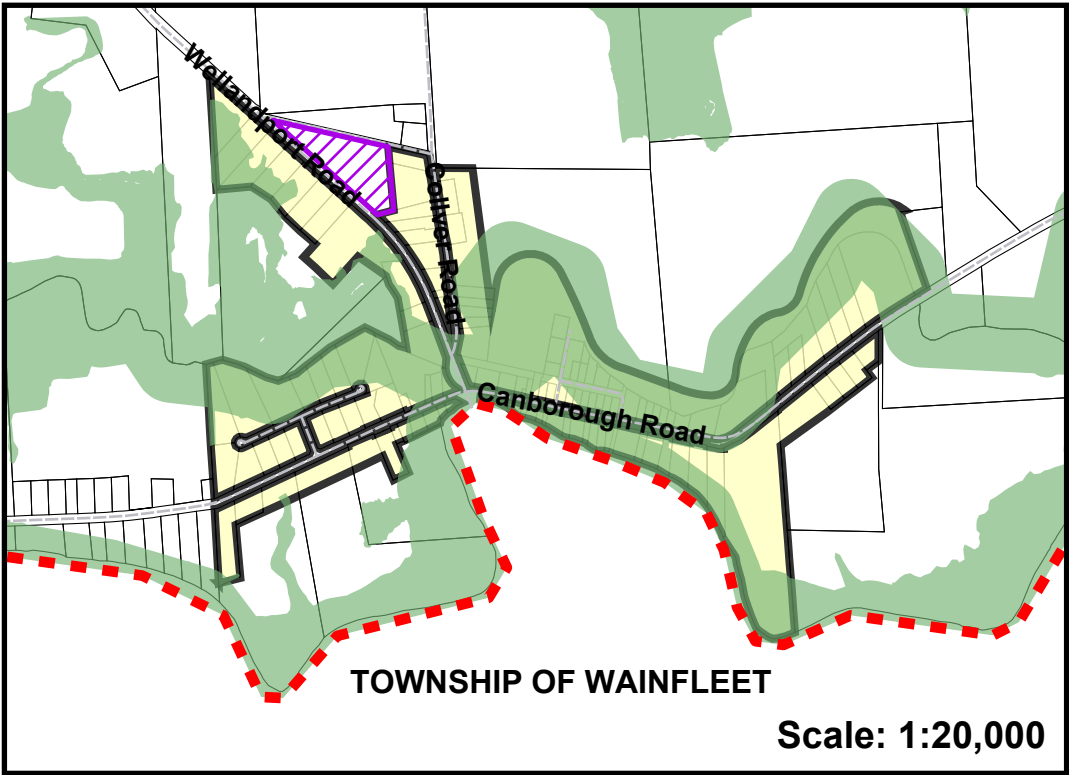 Wellandport Road
Collver Road
Canborough Road
TOWNSHIP OF WAINFLEET
Scale: 1:20,000